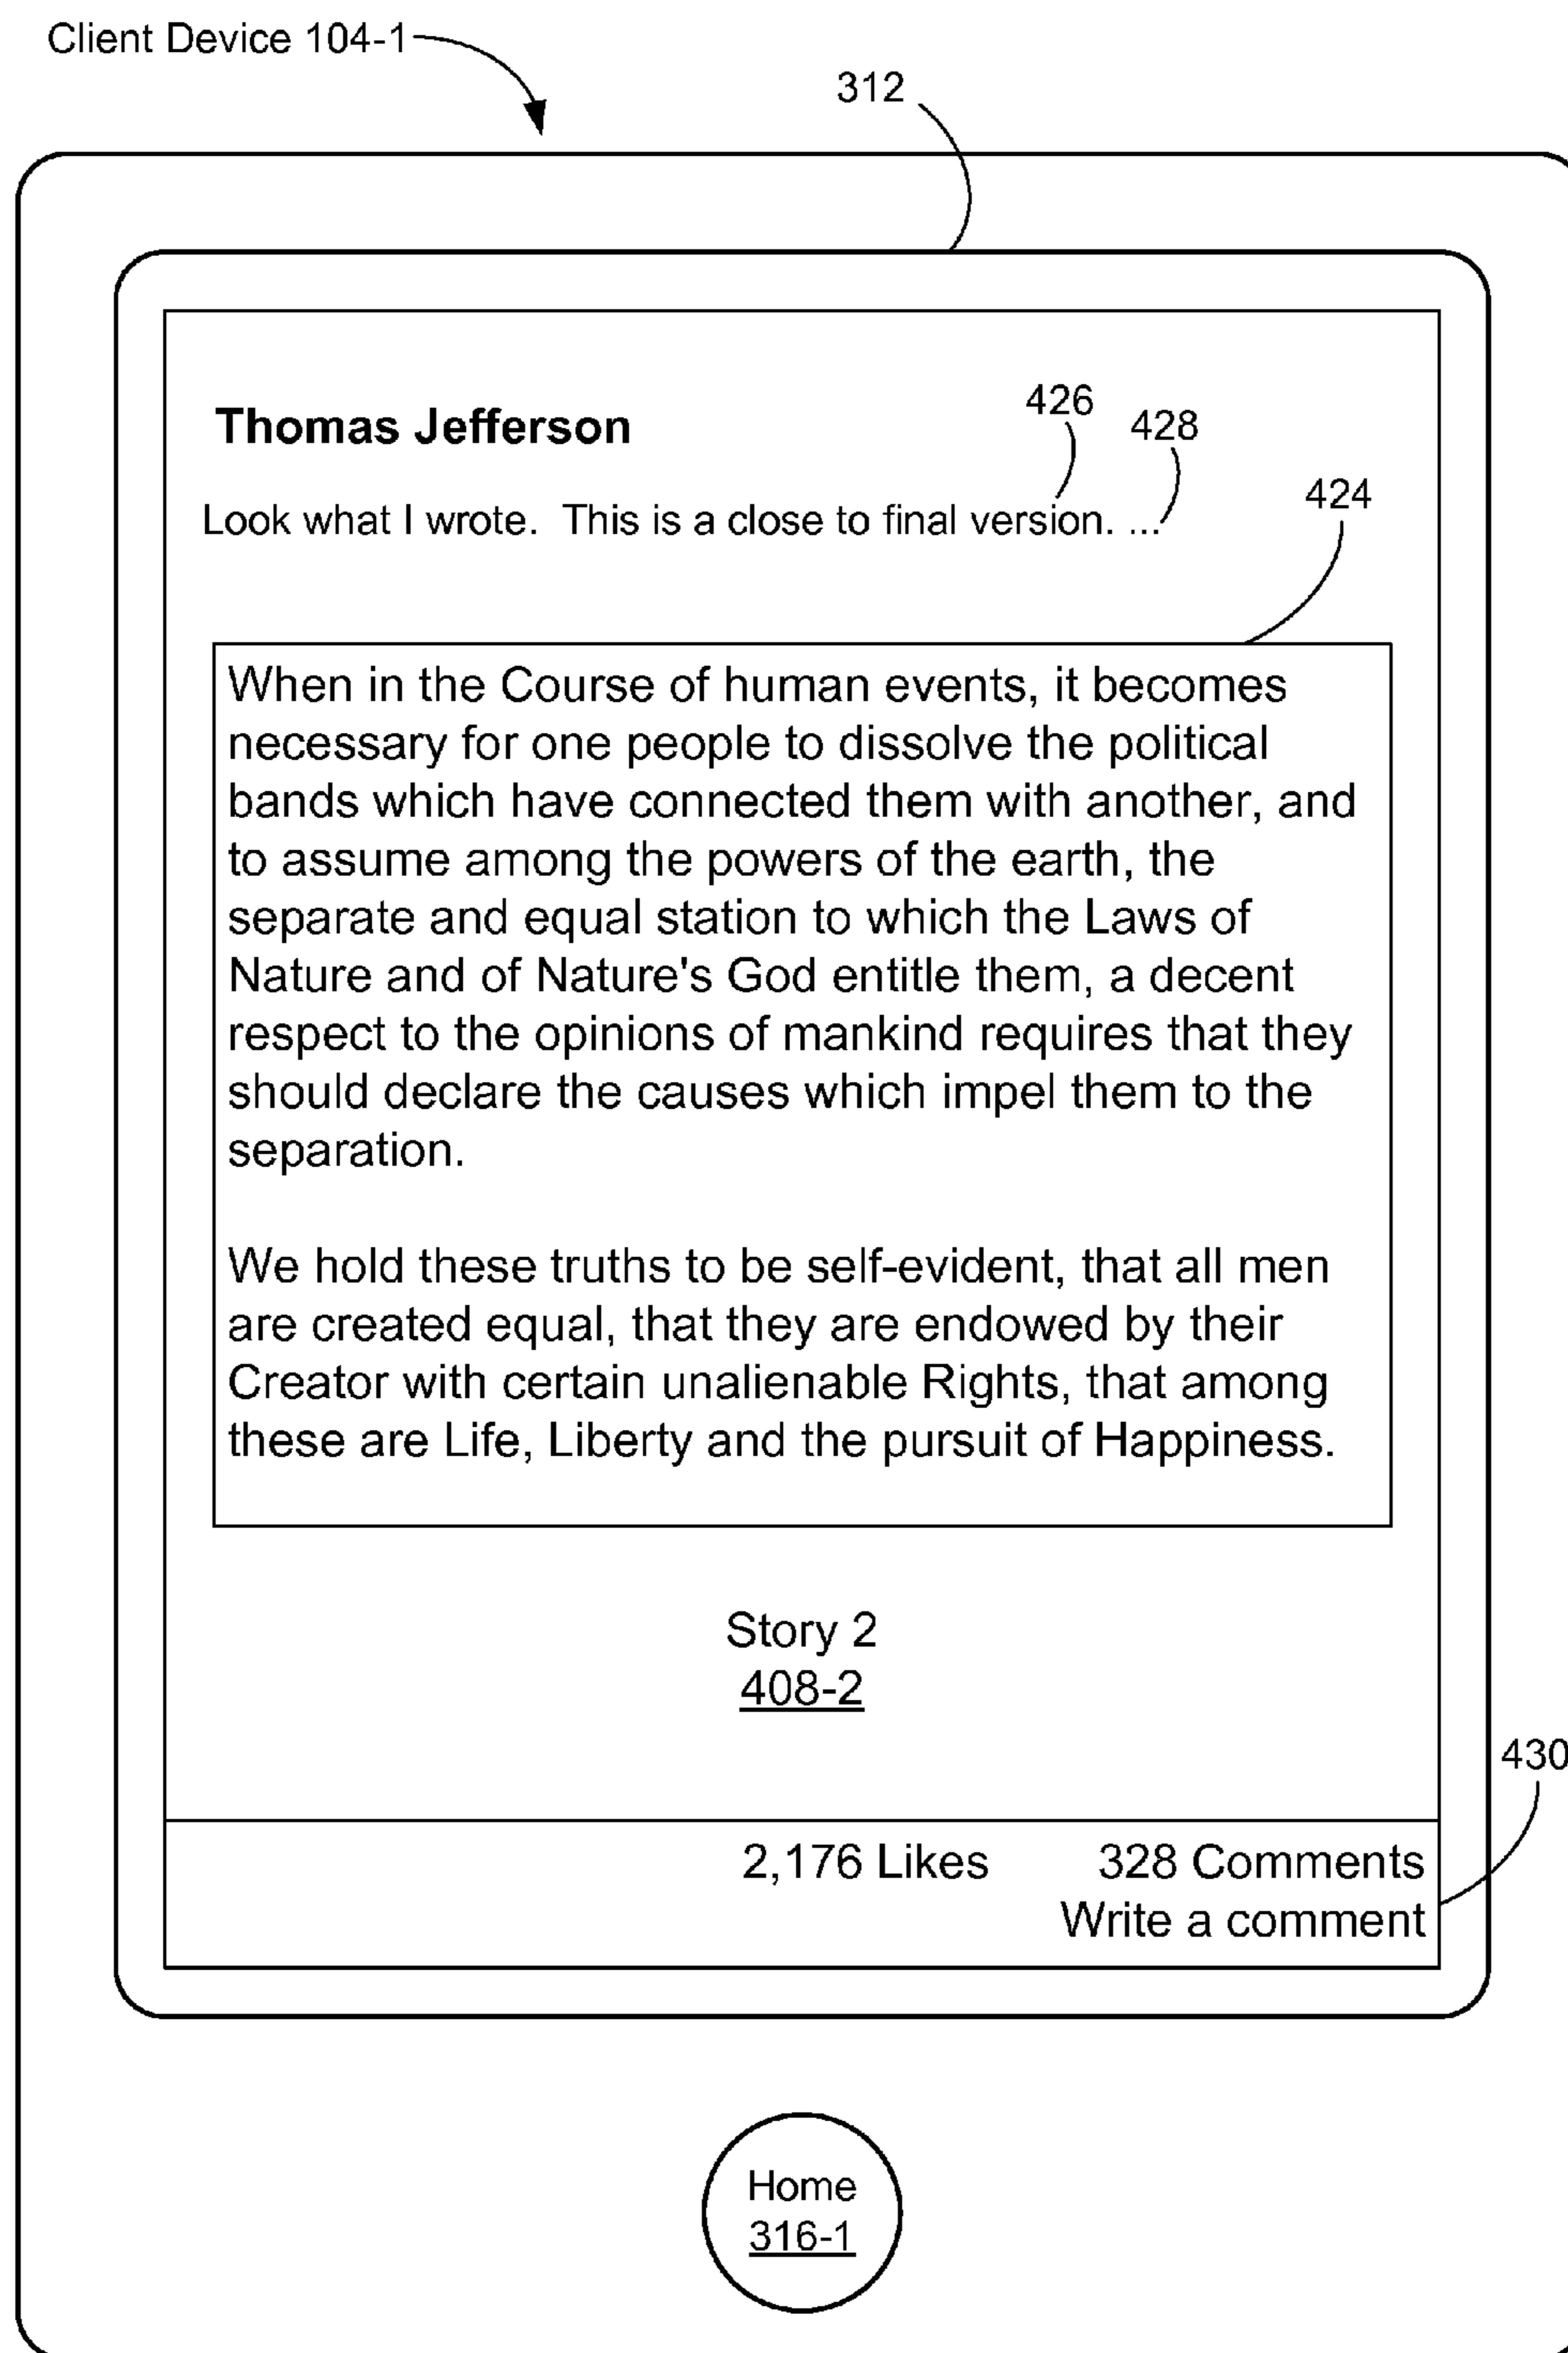 Client Device 104-1
312
Thomas Jefferson
426
428
Look what I wrote.  This is a close to final version. ...
424
When in the Course of human events, it becomes
necessary for one people to dissolve the political
bands which have connected them with another, and
to assume among the powers of the earth, the
separate and equal station to which the Laws of
Nature and of Nature's God entitle them, a decent
respect to the opinions of mankind requires that they
should declare the causes which impel them to the
separation.
We hold these truths to be self-evident, that all men
are created equal, that they are endowed by their
Creator with certain unalienable Rights, that among
these are Life, Liberty and the pursuit of Happiness.
Story 2
408-2
430
2,176 Likes 328 Comments
Write a comment
Home
316-1